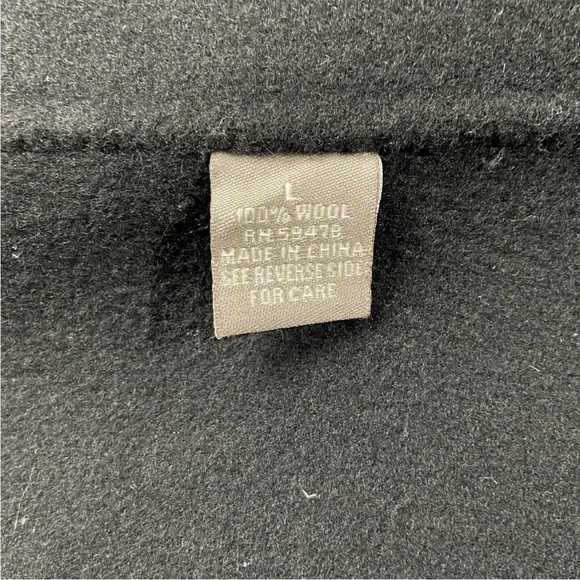 L
100% WOOL
RN.59478
MADE IN CHINA
SEE REVERSE SIDE
FOR CARE